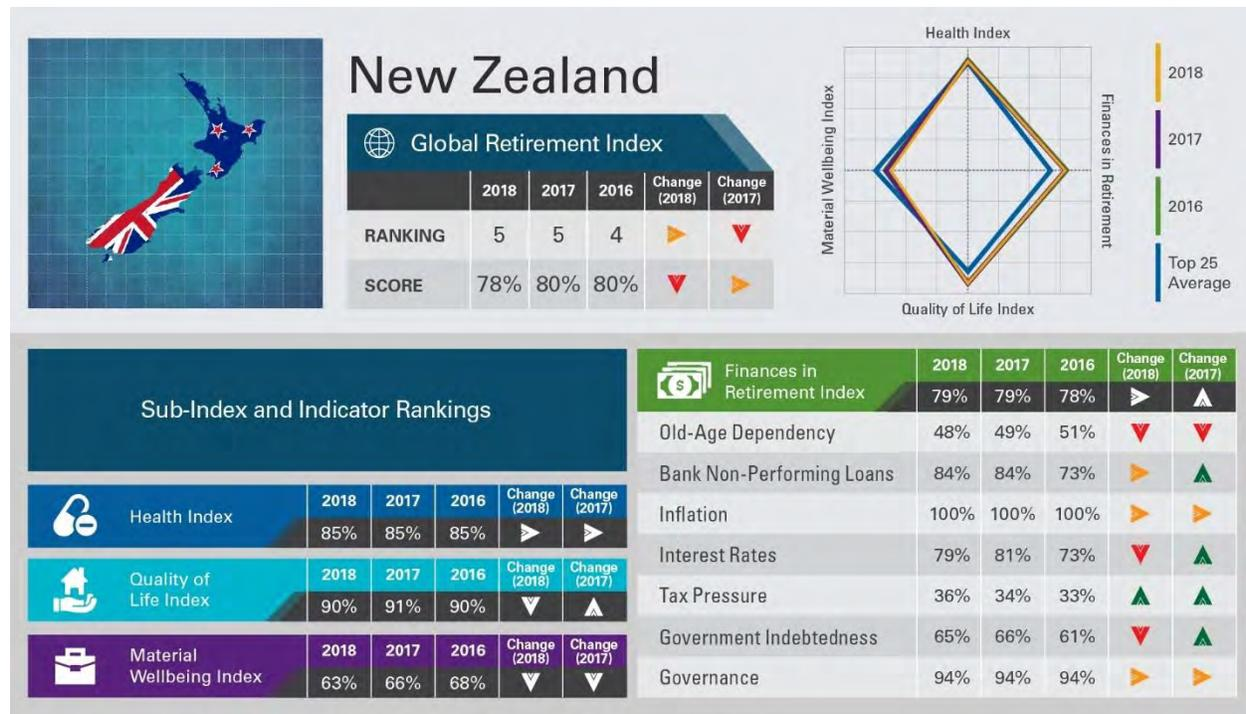 New Zealand
Global Retirement Index
2018 2017 2016 Change (2018) Change (2017)
RANKING 5 5 4
SCORE 78% 80% 80%
Health Index
Material Wellbeing Index
Finances in Retirement
Quality of Life Index
2018
2017
2016
Top 25
Average
Sub-Index and Indicator Rankings
Health Index
2018 2017 2016 Change (2018) Change (2017)
85% 85% 85%
Quality of
Life Index
2018 2017 2016 Change (2018) Change (2017)
90% 91% 90%
Material
Wellbeing Index
2018 2017 2016 Change (2018) Change (2017)
63% 66% 68%
Finances in
Retirement Index
2018 2017 2016 Change (2018) Change (2017)
79% 79% 78%
Old-Age Dependency 48% 49% 51%
Bank Non-Performing Loans 84% 84% 73%
Inflation 100% 100% 100%
Interest Rates 79% 81% 73%
Tax Pressure 36% 34% 33%
Government Indebtedness 65% 66% 61%
Governance 94% 94% 94%